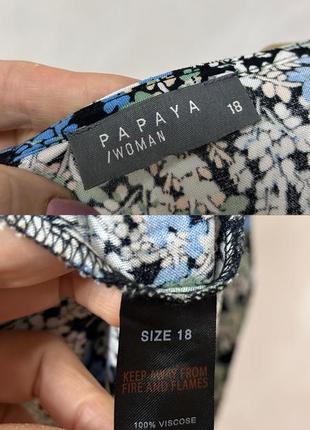 PAPAYA
/WOMAN
18
SIZE 18
KEEP AWAY FROM
FIRE AND FLAMES
100% VISCOSE